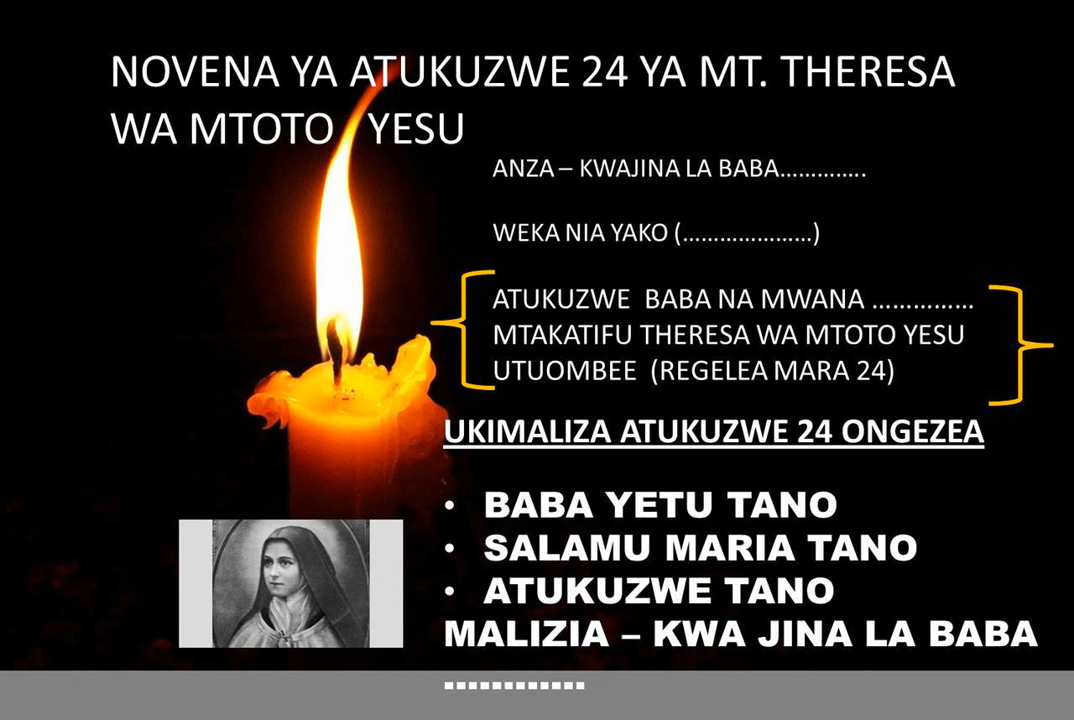 NOVENA YA ATUKUZWE 24 YA MT. THERESA
WA MTOTO YESU
ANZA – KWAJINA LA BABA………….
WEKA NIA YAKO (…………………)
ATUKUZWE BABA NA MWANA ……………
MTAKATIFU THERESA WA MTOTO YESU
UTUOMBEE (REGELEA MARA 24)
UKIMALIZA ATUKUZWE 24 ONGEZEA
• BABA YETU TANO
• SALAMU MARIA TANO
• ATUKUZWE TANO
MALIZIA – KWA JINA LA BABA
…………